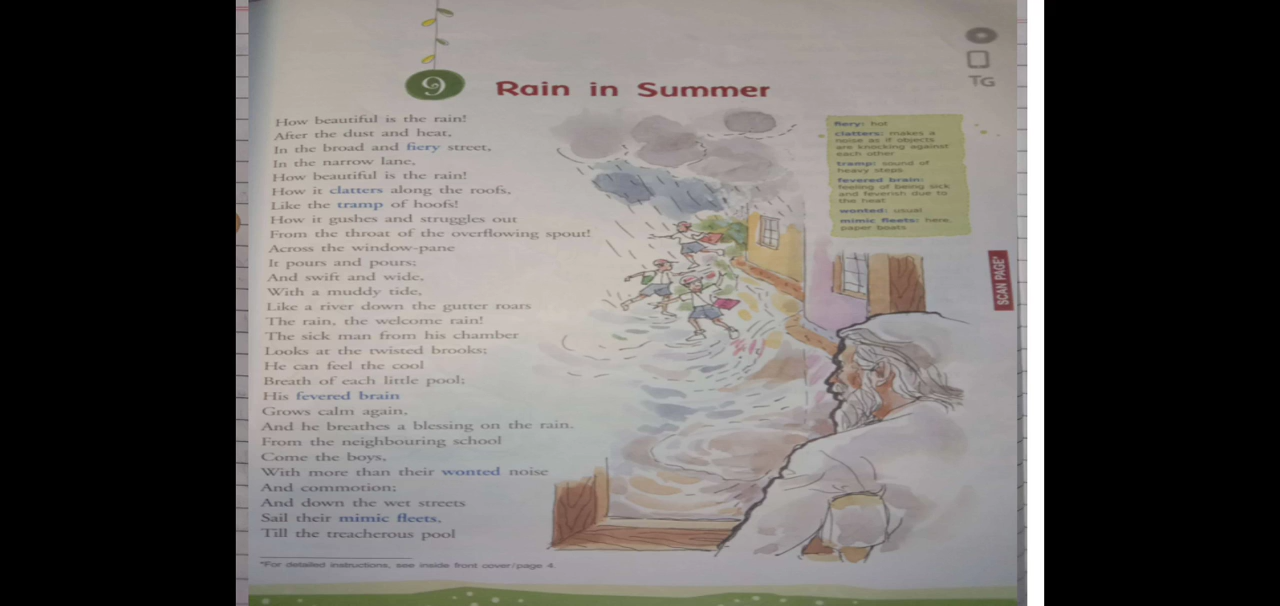 9 Rain in Summer
TG
How beautiful is the rain!
After the dust and heat,
In the broad and fiery street,
In the narrow lane,
How beautiful is the rain!
How it clatters along the roofs,
Like the tramp of hoofs!
How it gushes and struggles out
From the throat of the overflowing spout!
Across the window-pane
It pours and pours;
And swift and wide,
With a muddy tide,
Like a river down the gutter roars
The rain, the welcome rain!
The sick man from his chamber
Looks at the twisted brooks;
He can feel the cool
Breath of each little pool;
His fevered brain
Grows calm again,
And he breathes a blessing on the rain.
From the neighbouring school
Come the boys,
With more than their wonted noise
And commotion;
And down the wet streets
Sail their mimic fleets,
Till the treacherous pool
fiery: hot
clatters: makes a
noise as if objects
are knocking against
each other
tramp: sound of
heavy steps
fevered brain:
feeling of being sick
and feverish due to
the heat
wonted: usual
mimic fleets: here,
paper boats
SCAN PAGE*
*For detailed instructions, see inside front cover/page 4.